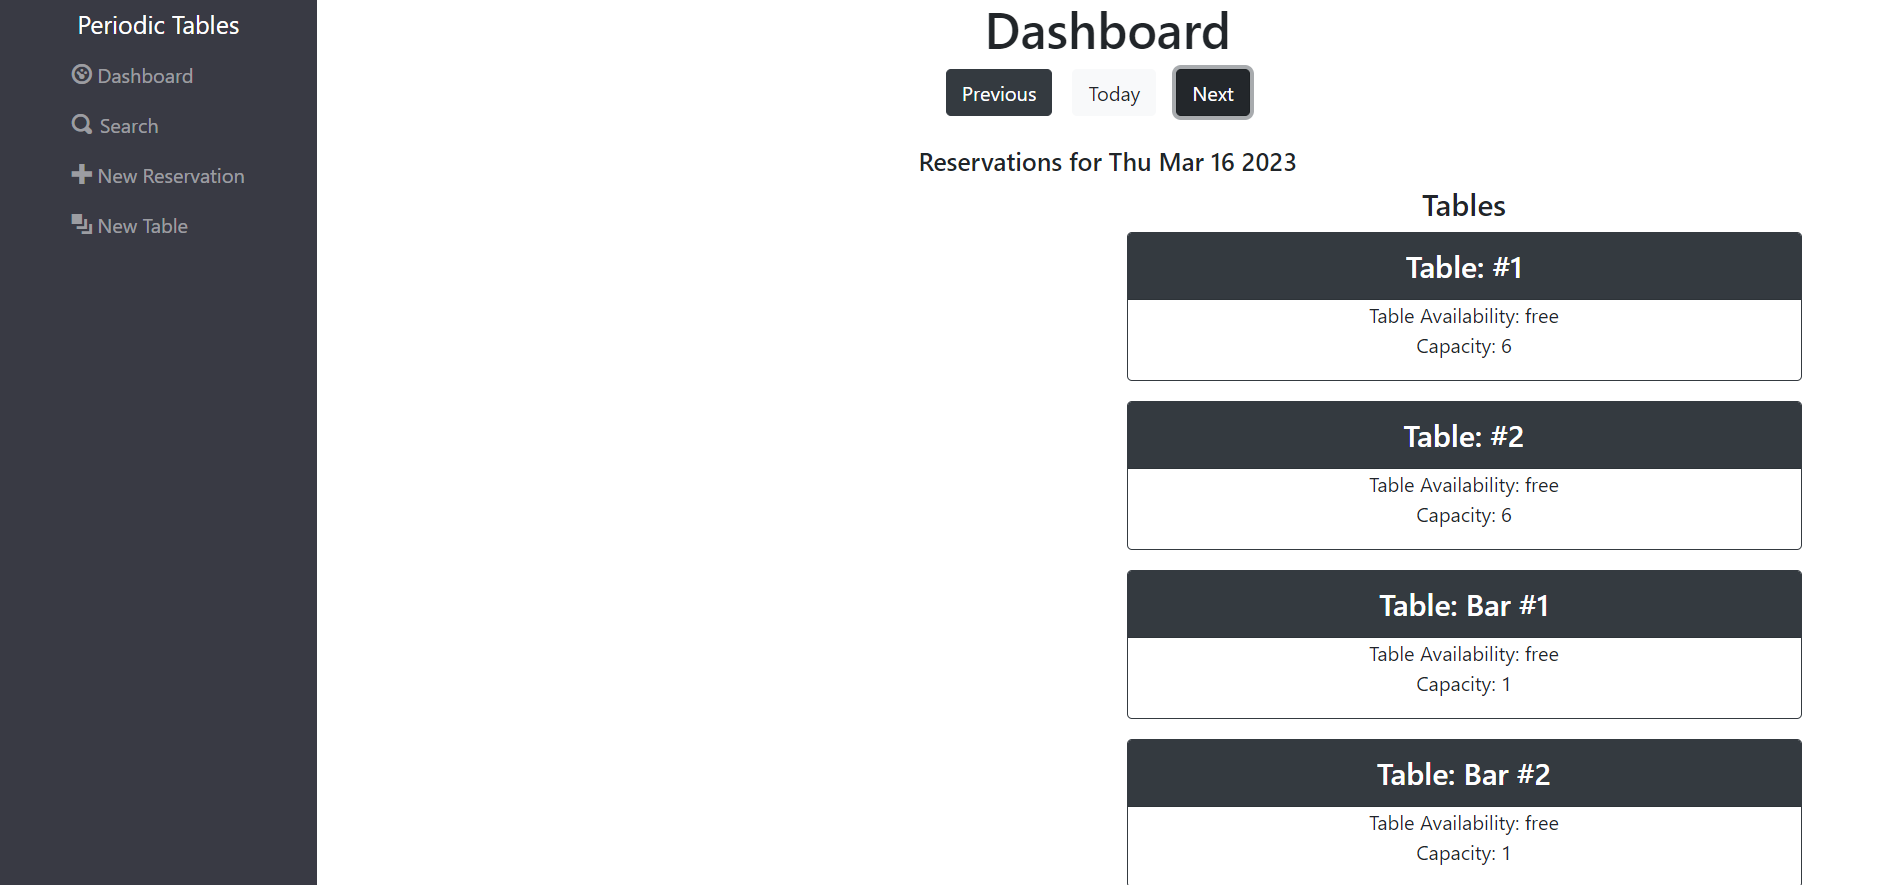 Periodic Tables
Dashboard
Search
New Reservation
New Table
Dashboard
Previous Today Next
Reservations for Thu Mar 16 2023
Tables
Table: #1
Table Availability: free
Capacity: 6
Table: #2
Table Availability: free
Capacity: 6
Table: Bar #1
Table Availability: free
Capacity: 1
Table: Bar #2
Table Availability: free
Capacity: 1